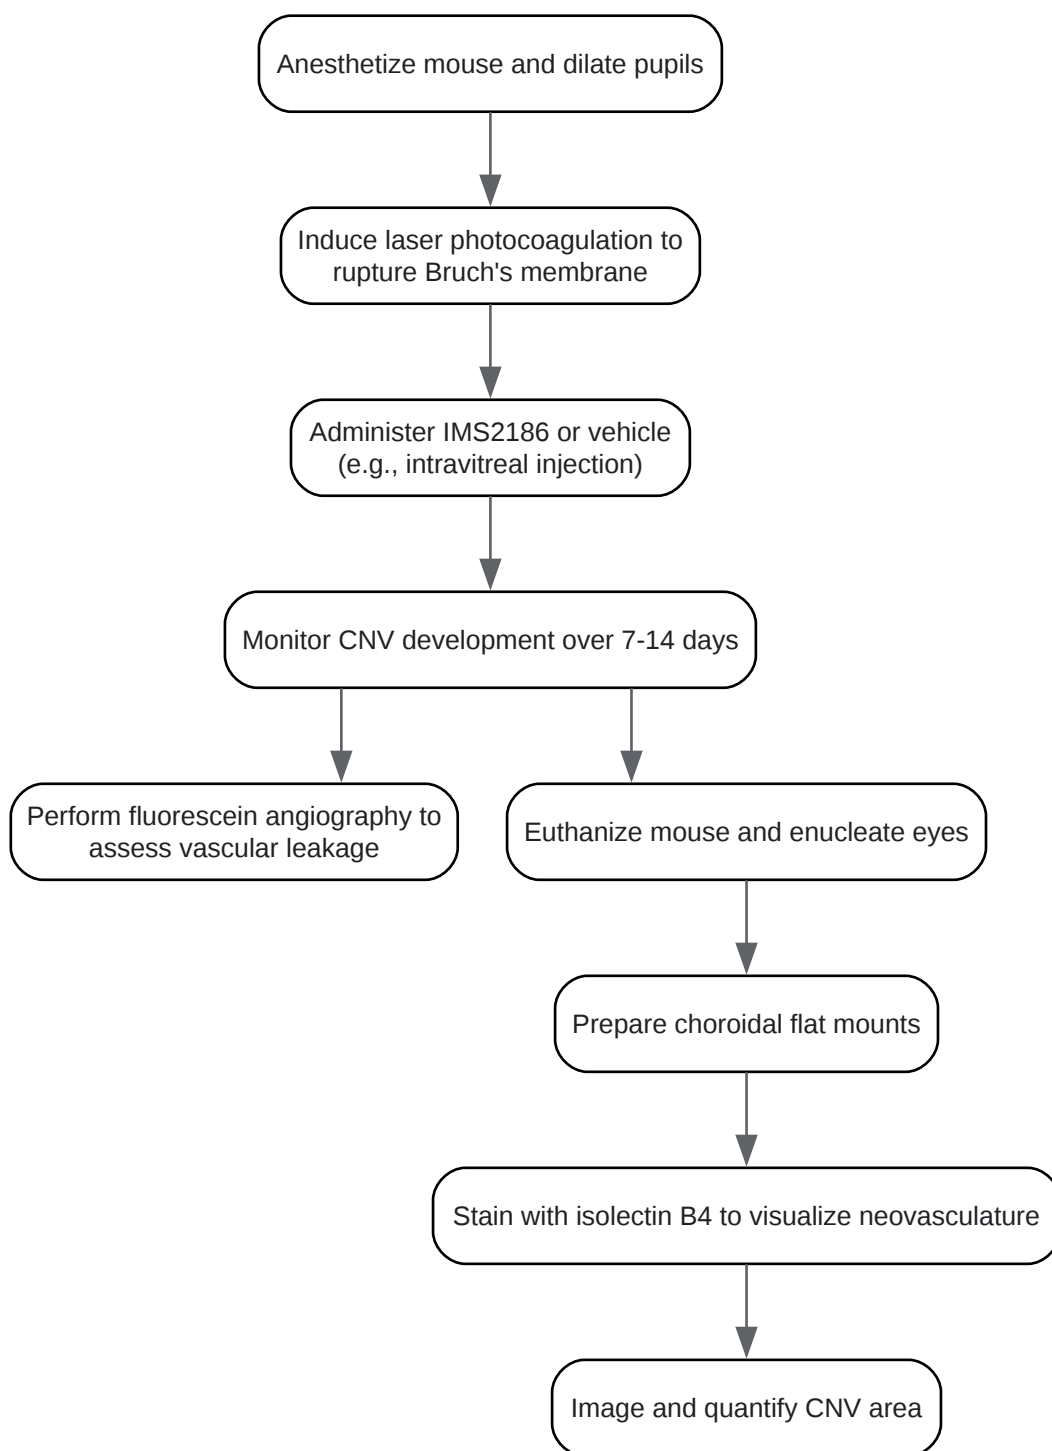 Anesthetize mouse and dilate pupils
Induce laser photocoagulation to
rupture Bruch's membrane
Administer IMS2186 or vehicle
(e.g., intravitreal injection)
Monitor CNV development over 7-14 days
Perform fluorescein angiography to
assess vascular leakage
Euthanize mouse and enucleate eyes
Prepare choroidal flat mounts
Stain with isolectin B4 to visualize neovasculature
Image and quantify CNV area